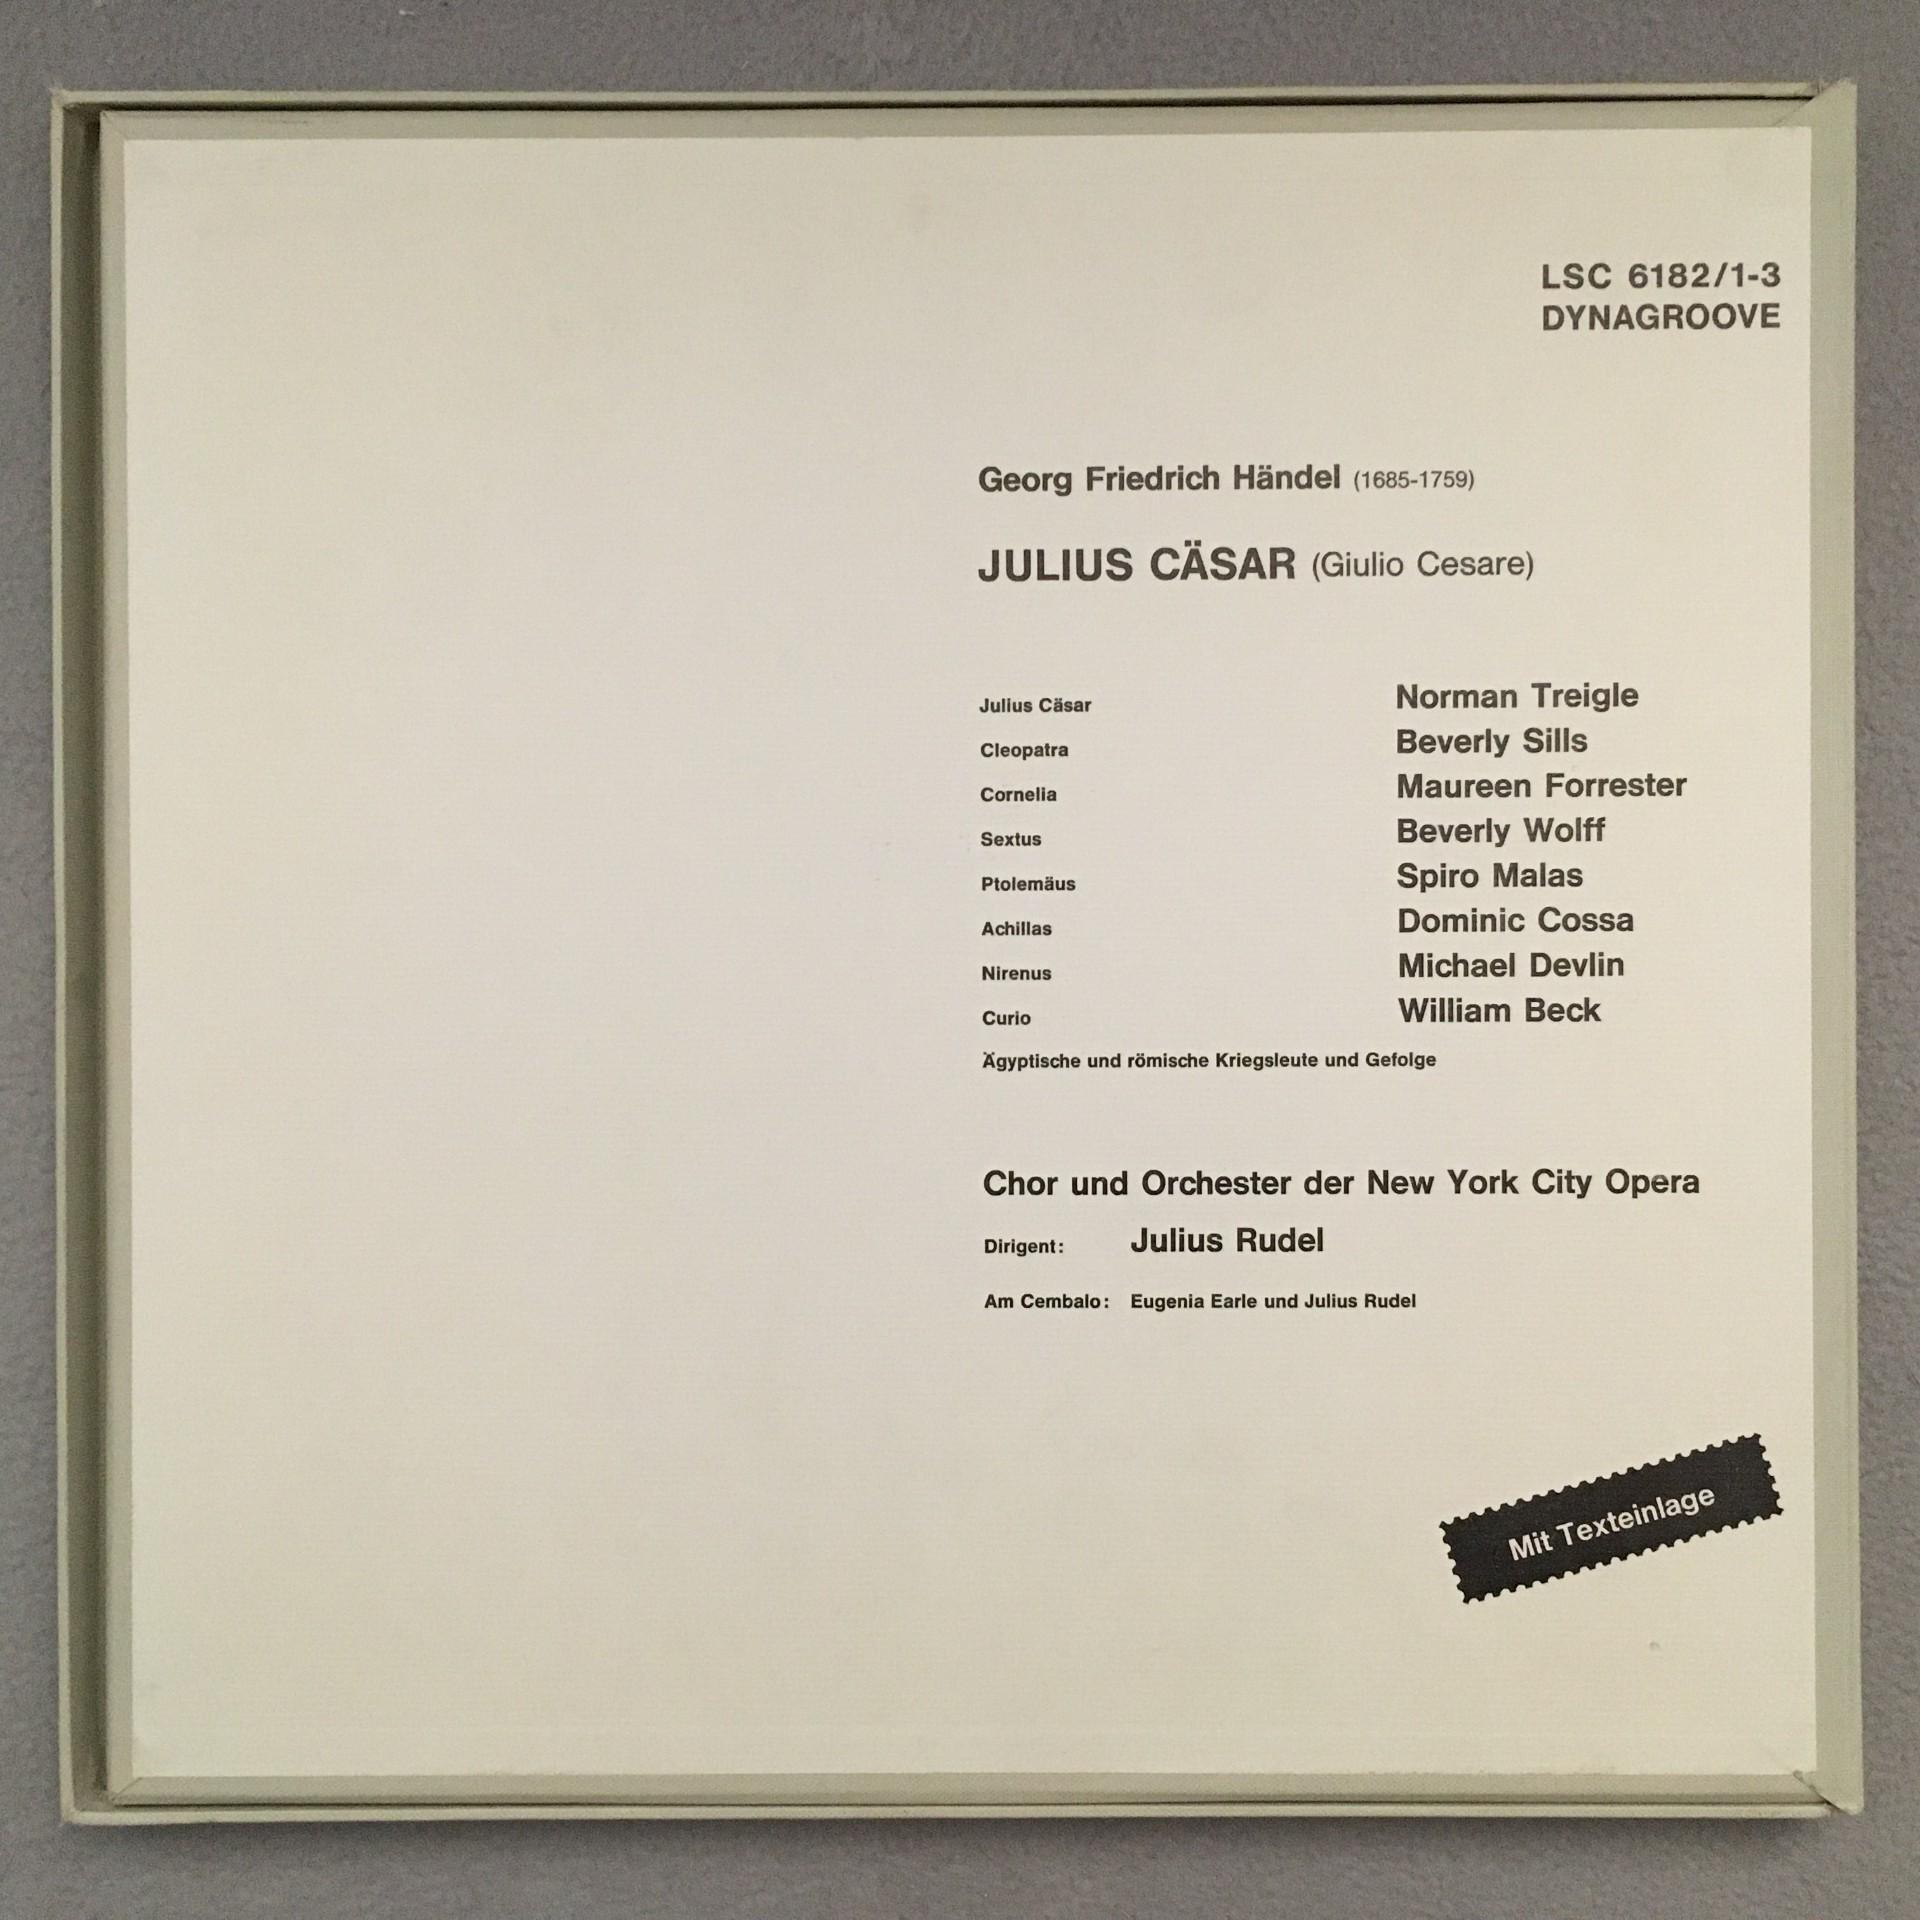 LSC 6182/1-3
DYNAGROOVE
Georg Friedrich Händel (1685-1759)
JULIUS CÄSAR (Giulio Cesare)
Julius Cäsar Norman Treigle
Cleopatra Beverly Sills
Cornelia Maureen Forrester
Sextus Beverly Wolff
Ptolemäus Spiro Malas
Achillas Dominic Cossa
Nirenus Michael Devlin
Curio William Beck
Ägyptische und römische Kriegsleute und Gefolge
Chor und Orchester der New York City Opera
Dirigent: Julius Rudel
Am Cembalo: Eugenia Earle und Julius Rudel
Mit Texteinlage